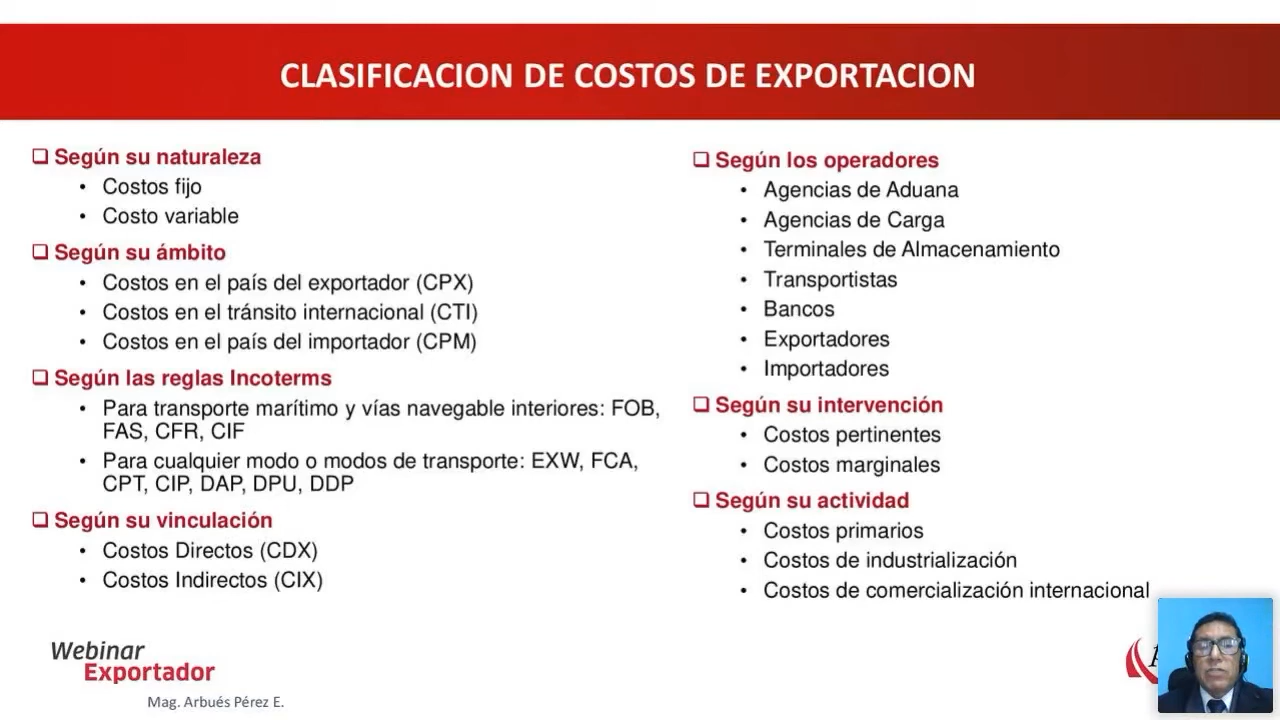 CLASIFICACION DE COSTOS DE EXPORTACION
Según su naturaleza
• Costos fijo
• Costo variable
Según su ámbito
• Costos en el país del exportador (CPX)
• Costos en el tránsito internacional (CTI)
• Costos en el país del importador (CPM)
Según las reglas Incoterms
• Para transporte marítimo y vías navegable interiores: FOB,
FAS, CFR, CIF
• Para cualquier modo o modos de transporte: EXW, FCA,
CPT, CIP, DAP, DPU, DDP
Según su vinculación
• Costos Directos (CDX)
• Costos Indirectos (CIX)
Según los operadores
• Agencias de Aduana
• Agencias de Carga
• Terminales de Almacenamiento
• Transportistas
• Bancos
• Exportadores
• Importadores
Según su intervención
• Costos pertinentes
• Costos marginales
Según su actividad
• Costos primarios
• Costos de industrialización
• Costos de comercialización internacional
Webinar
Exportador
Mag. Arbués Pérez E.